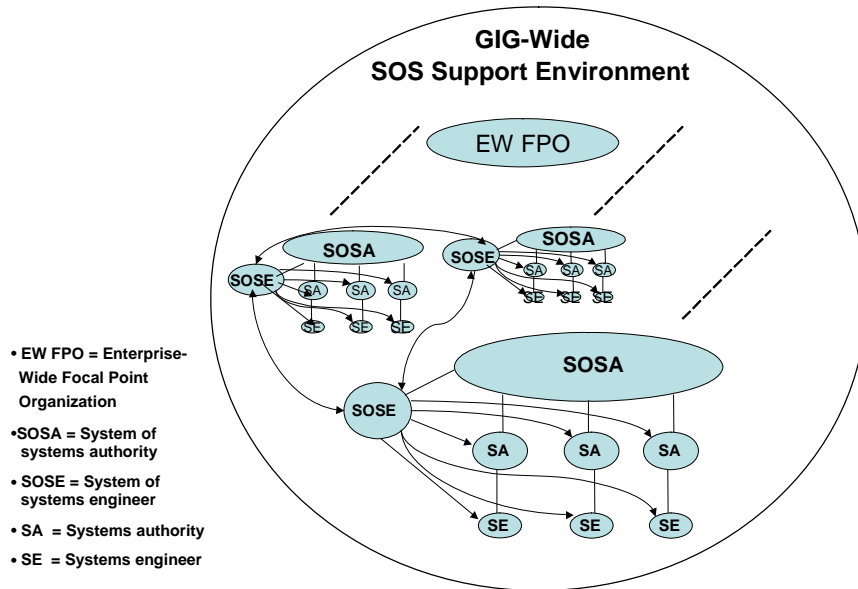 GIG-Wide
SOS Support Environment
EW FPO
SOSA
SOSE
SA SA SA
SE SE SE
SOSA
SOSE
SA SA SA
SE SE SE
SOSA
SOSE
SA SA SA
SE SE SE
• EW FPO = Enterprise-
Wide Focal Point
Organization
•SOSA = System of
systems authority
• SOSE = System of
systems engineer
• SA = Systems authority
• SE = Systems engineer